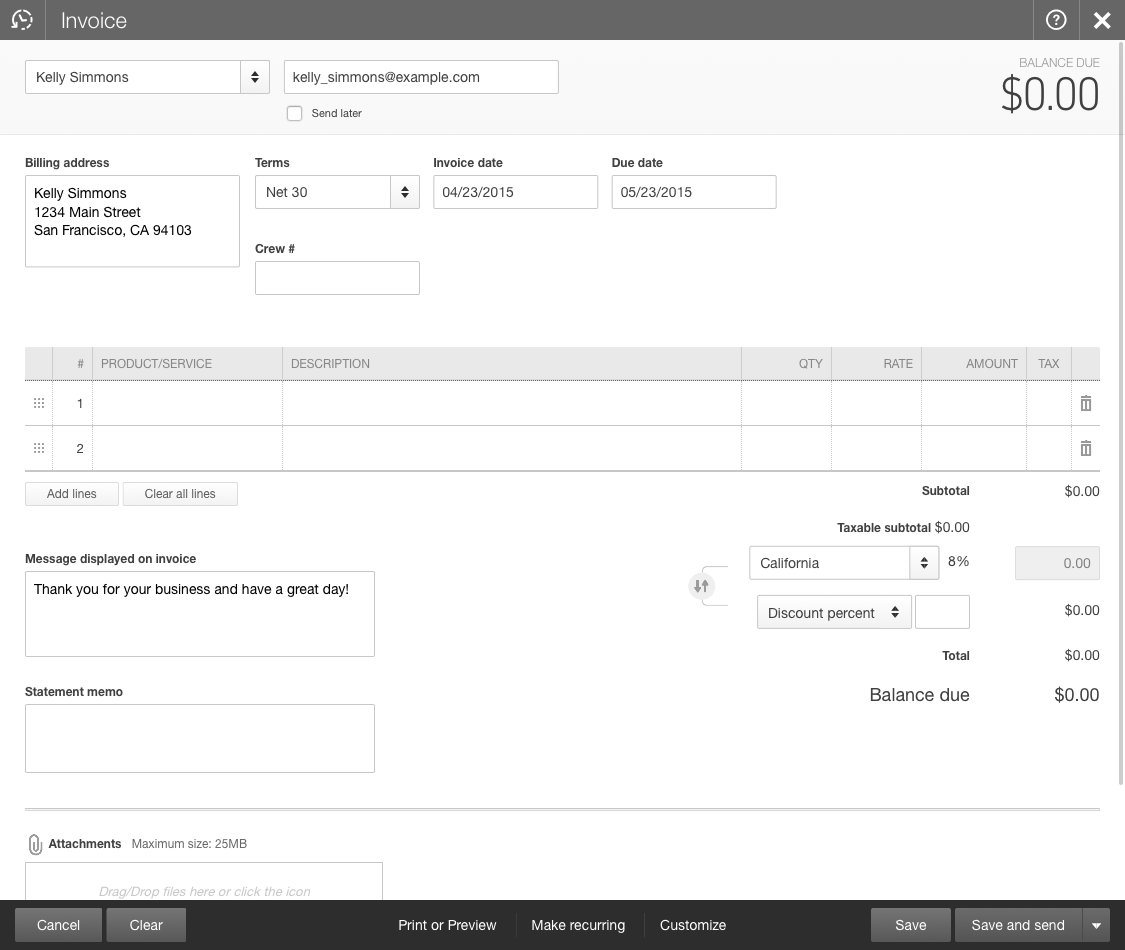 Invoice
BALANCE DUE
$0.00
Kelly Simmons
kelly_simmons@example.com
Send later
Billing address
Kelly Simmons
1234 Main Street
San Francisco, CA 94103
Terms
Net 30
Invoice date
04/23/2015
Due date
05/23/2015
Crew #
# PRODUCT/SERVICE DESCRIPTION QTY RATE AMOUNT TAX
1
2
Add lines Clear all lines
Subtotal $0.00
Taxable subtotal $0.00
California 8% 0.00
Discount percent $0.00
Total $0.00
Balance due $0.00
Message displayed on invoice
Thank you for your business and have a great day!
Statement memo
Attachments Maximum size: 25MB
Drag/Drop files here or click the icon
Cancel Clear Print or Preview Make recurring Customize Save Save and send